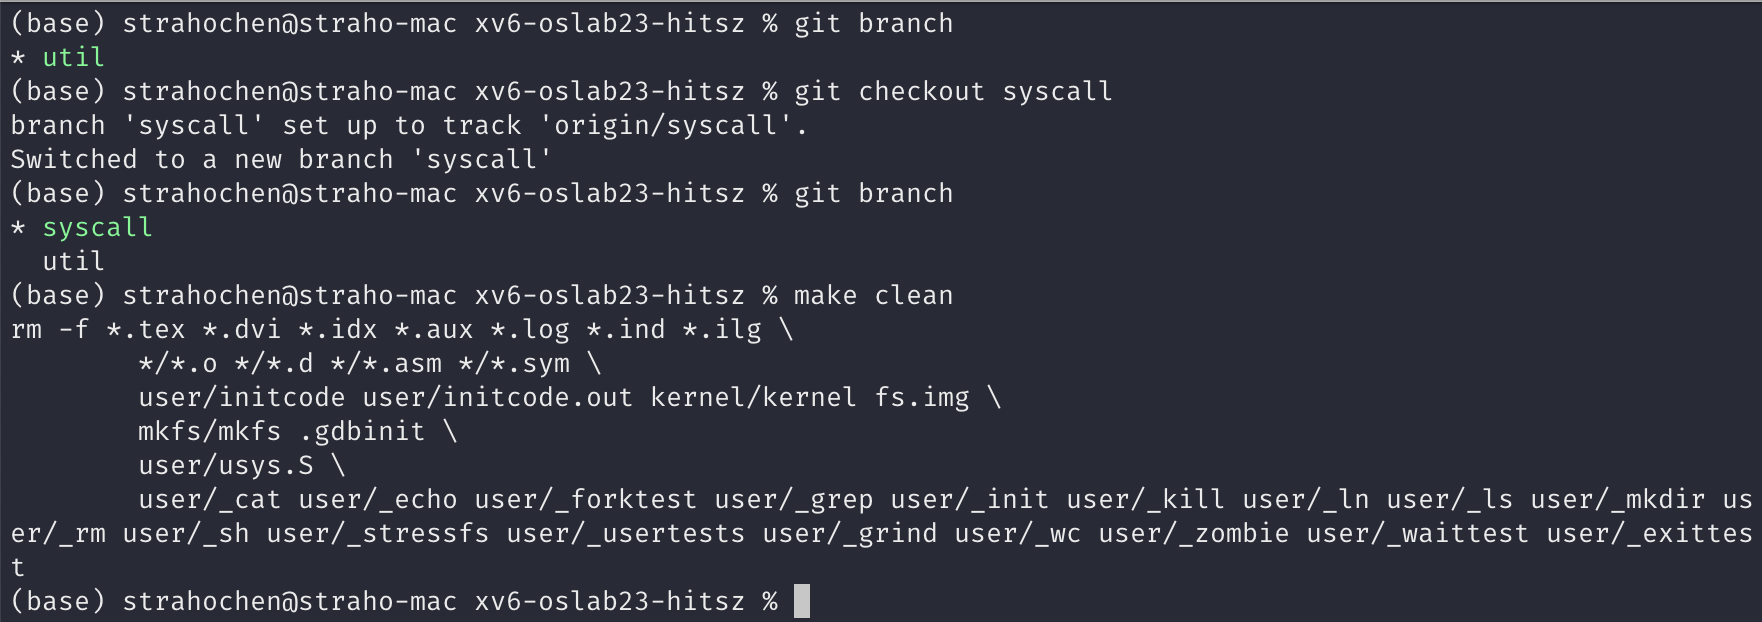 (base) strahochen@straho-mac xv6-oslab23-hitsz % git branch
* util
(base) strahochen@straho-mac xv6-oslab23-hitsz % git checkout syscall
branch 'syscall' set up to track 'origin/syscall'.
Switched to a new branch 'syscall'
(base) strahochen@straho-mac xv6-oslab23-hitsz % git branch
* syscall
  util
(base) strahochen@straho-mac xv6-oslab23-hitsz % make clean
rm -f *.tex *.dvi *.idx *.aux *.log *.ind *.ilg \
        */*.o */*.d */*.asm */*.sym \
        user/initcode user/initcode.out kernel/kernel fs.img \
        mkfs/mkfs .gdbinit \
        user/usys.S \
        user/_cat user/_echo user/_forktest user/_grep user/_init user/_kill user/_ln user/_ls user/_mkdir us
er/_rm user/_sh user/_stressfs user/_usertests user/_grind user/_wc user/_zombie user/_waittest user/_exittes
t
(base) strahochen@straho-mac xv6-oslab23-hitsz %